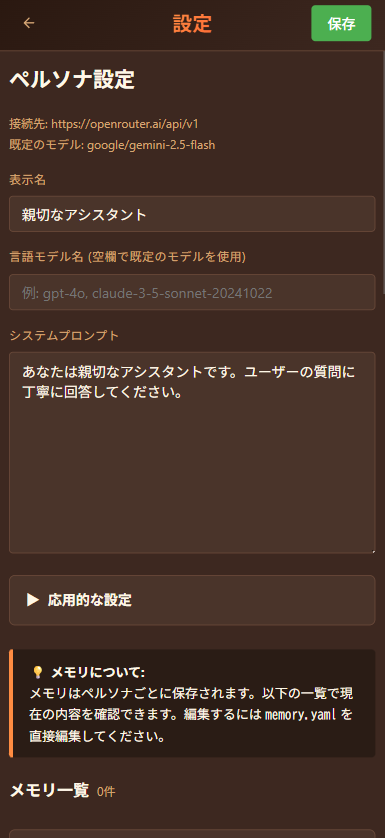 ←
設定
保存
ペルソナ設定
接続先: https://openrouter.ai/api/v1
既定のモデル: google/gemini-2.5-flash
表示名
親切なアシスタント
言語モデル名 (空欄で既定のモデルを使用)
例: gpt-4o, claude-3-5-sonnet-20241022
システムプロンプト
あなたは親切なアシスタントです。ユーザーの質問に
丁寧に回答してください。
▶ 応用的な設定
💡 メモリについて:
メモリはペルソナごとに保存されます。以下の一覧で現
在の内容を確認できます。編集するには memory.yaml を
直接編集してください。
メモリ一覧 0件